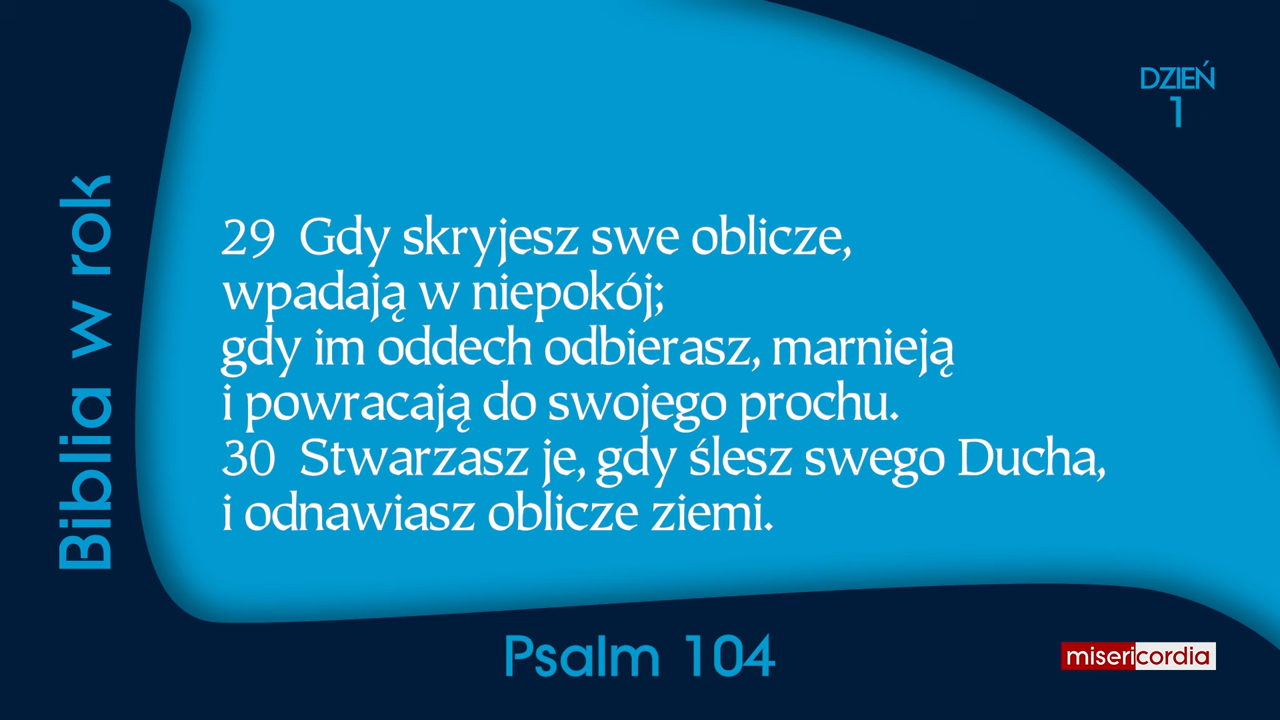 DZIEŃ
1
Biblia w rok
29 Gdy skryjesz swe oblicze,
wpadają w niepokój;
gdy im oddech odbierasz, marnieją
i powracają do swojego prochu.
30 Stwarzasz je, gdy ślesz swego Ducha,
i odnawiasz oblicze ziemi.
Psalm 104
misericordia